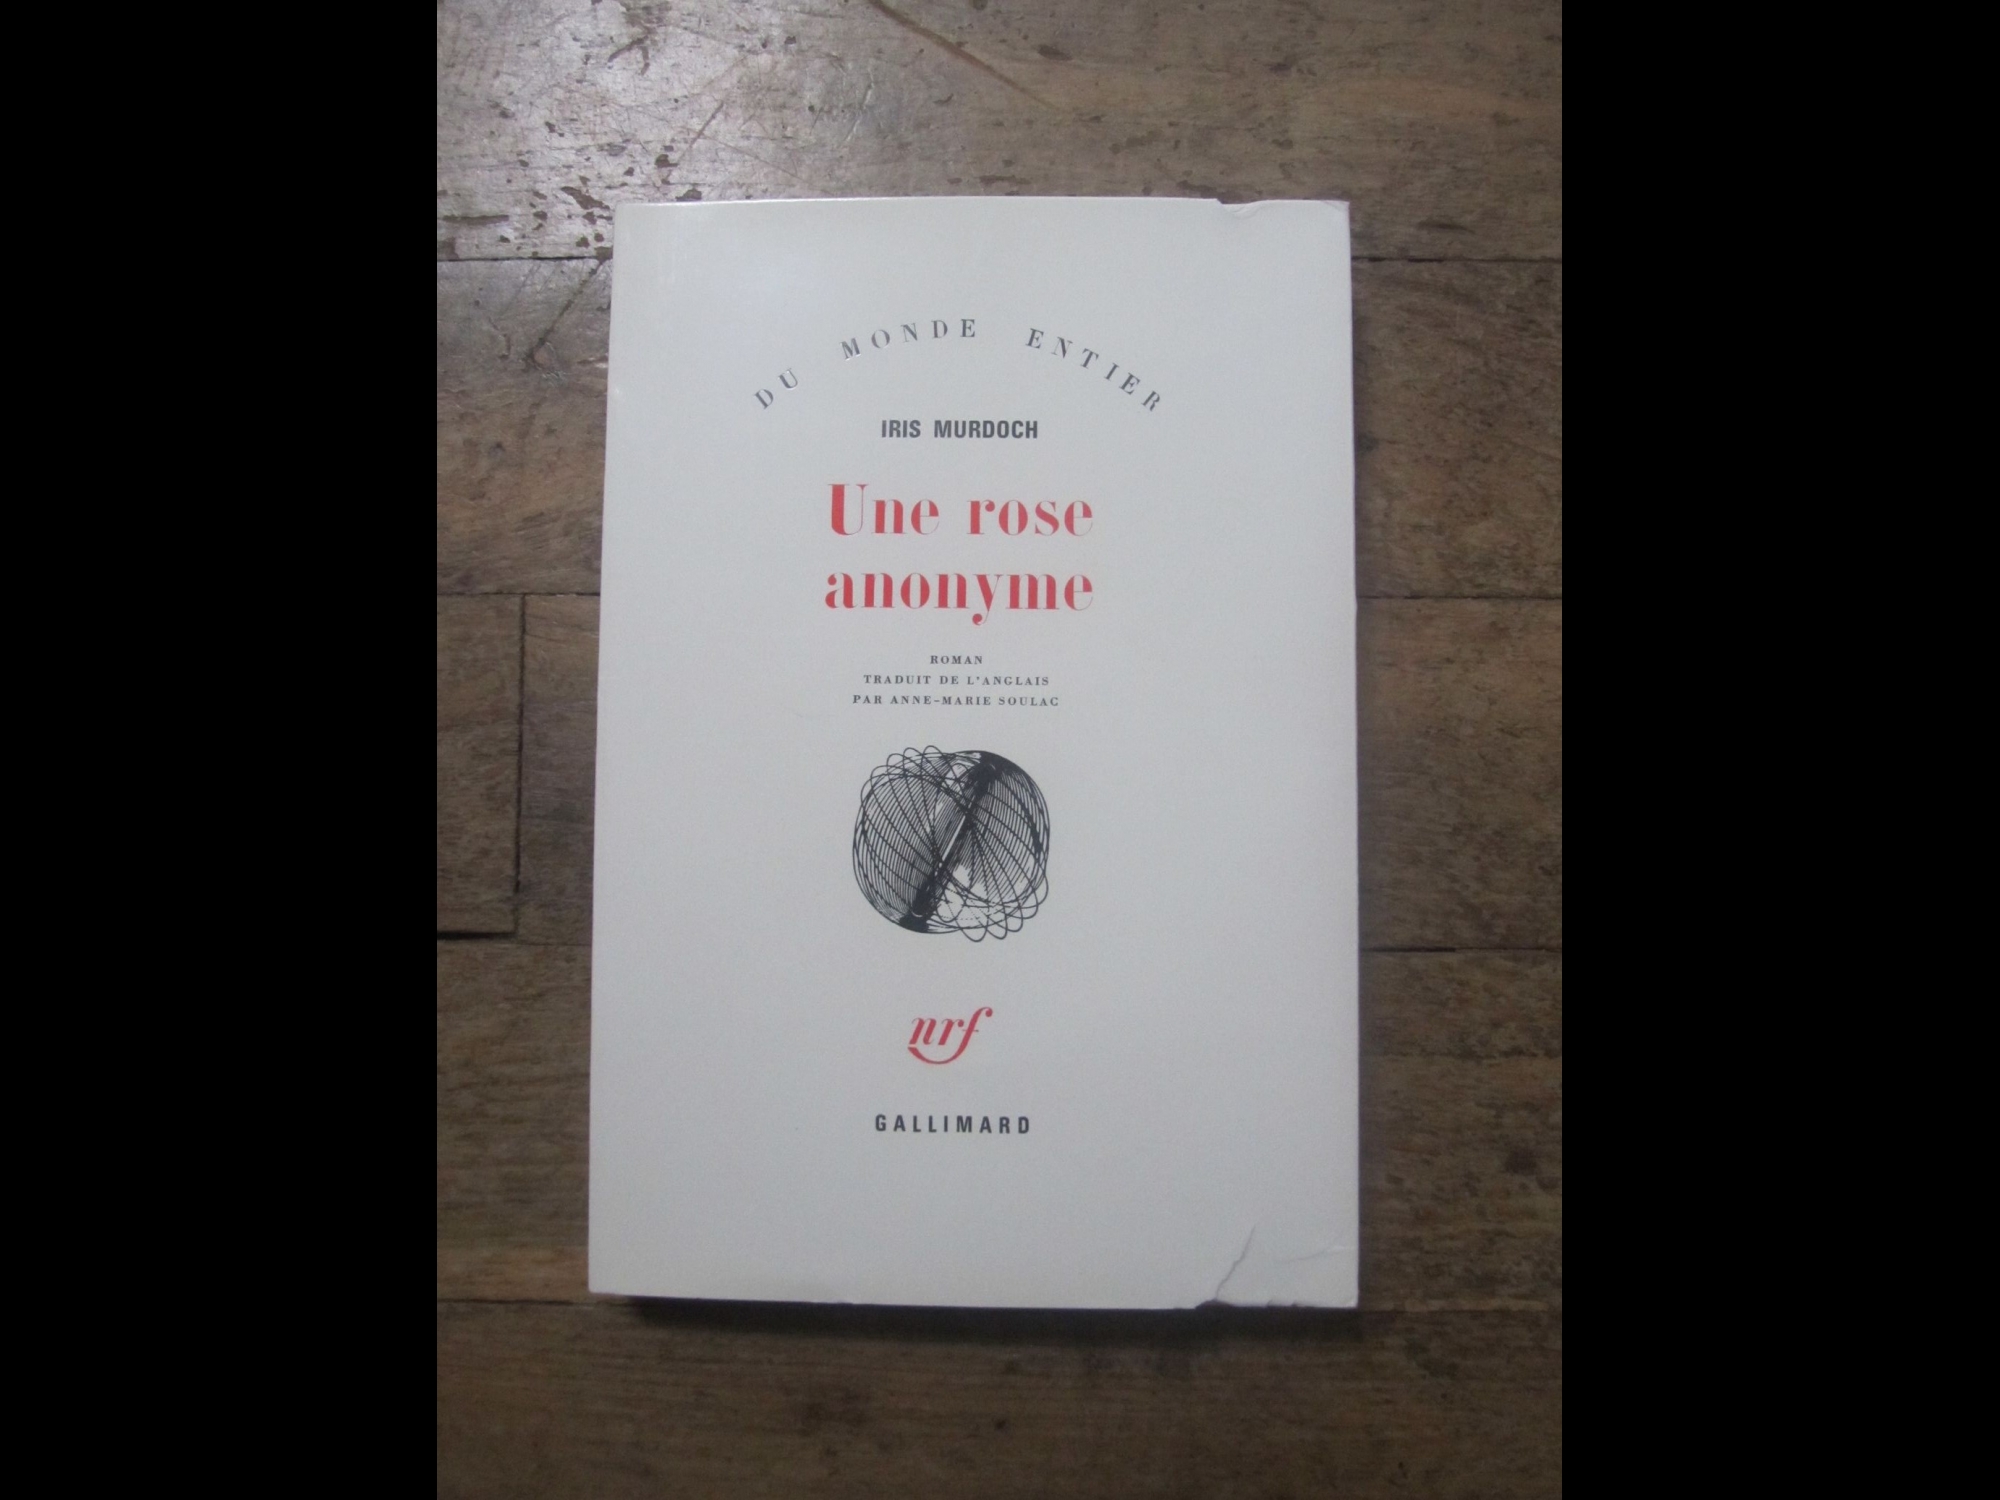 DU MONDE ENTIER
IRIS MURDOCH
Une rose
anonyme
ROMAN
TRADUIT DE L'ANGLAIS
PAR ANNE-MARIE SOULAC
nrf
GALLIMARD